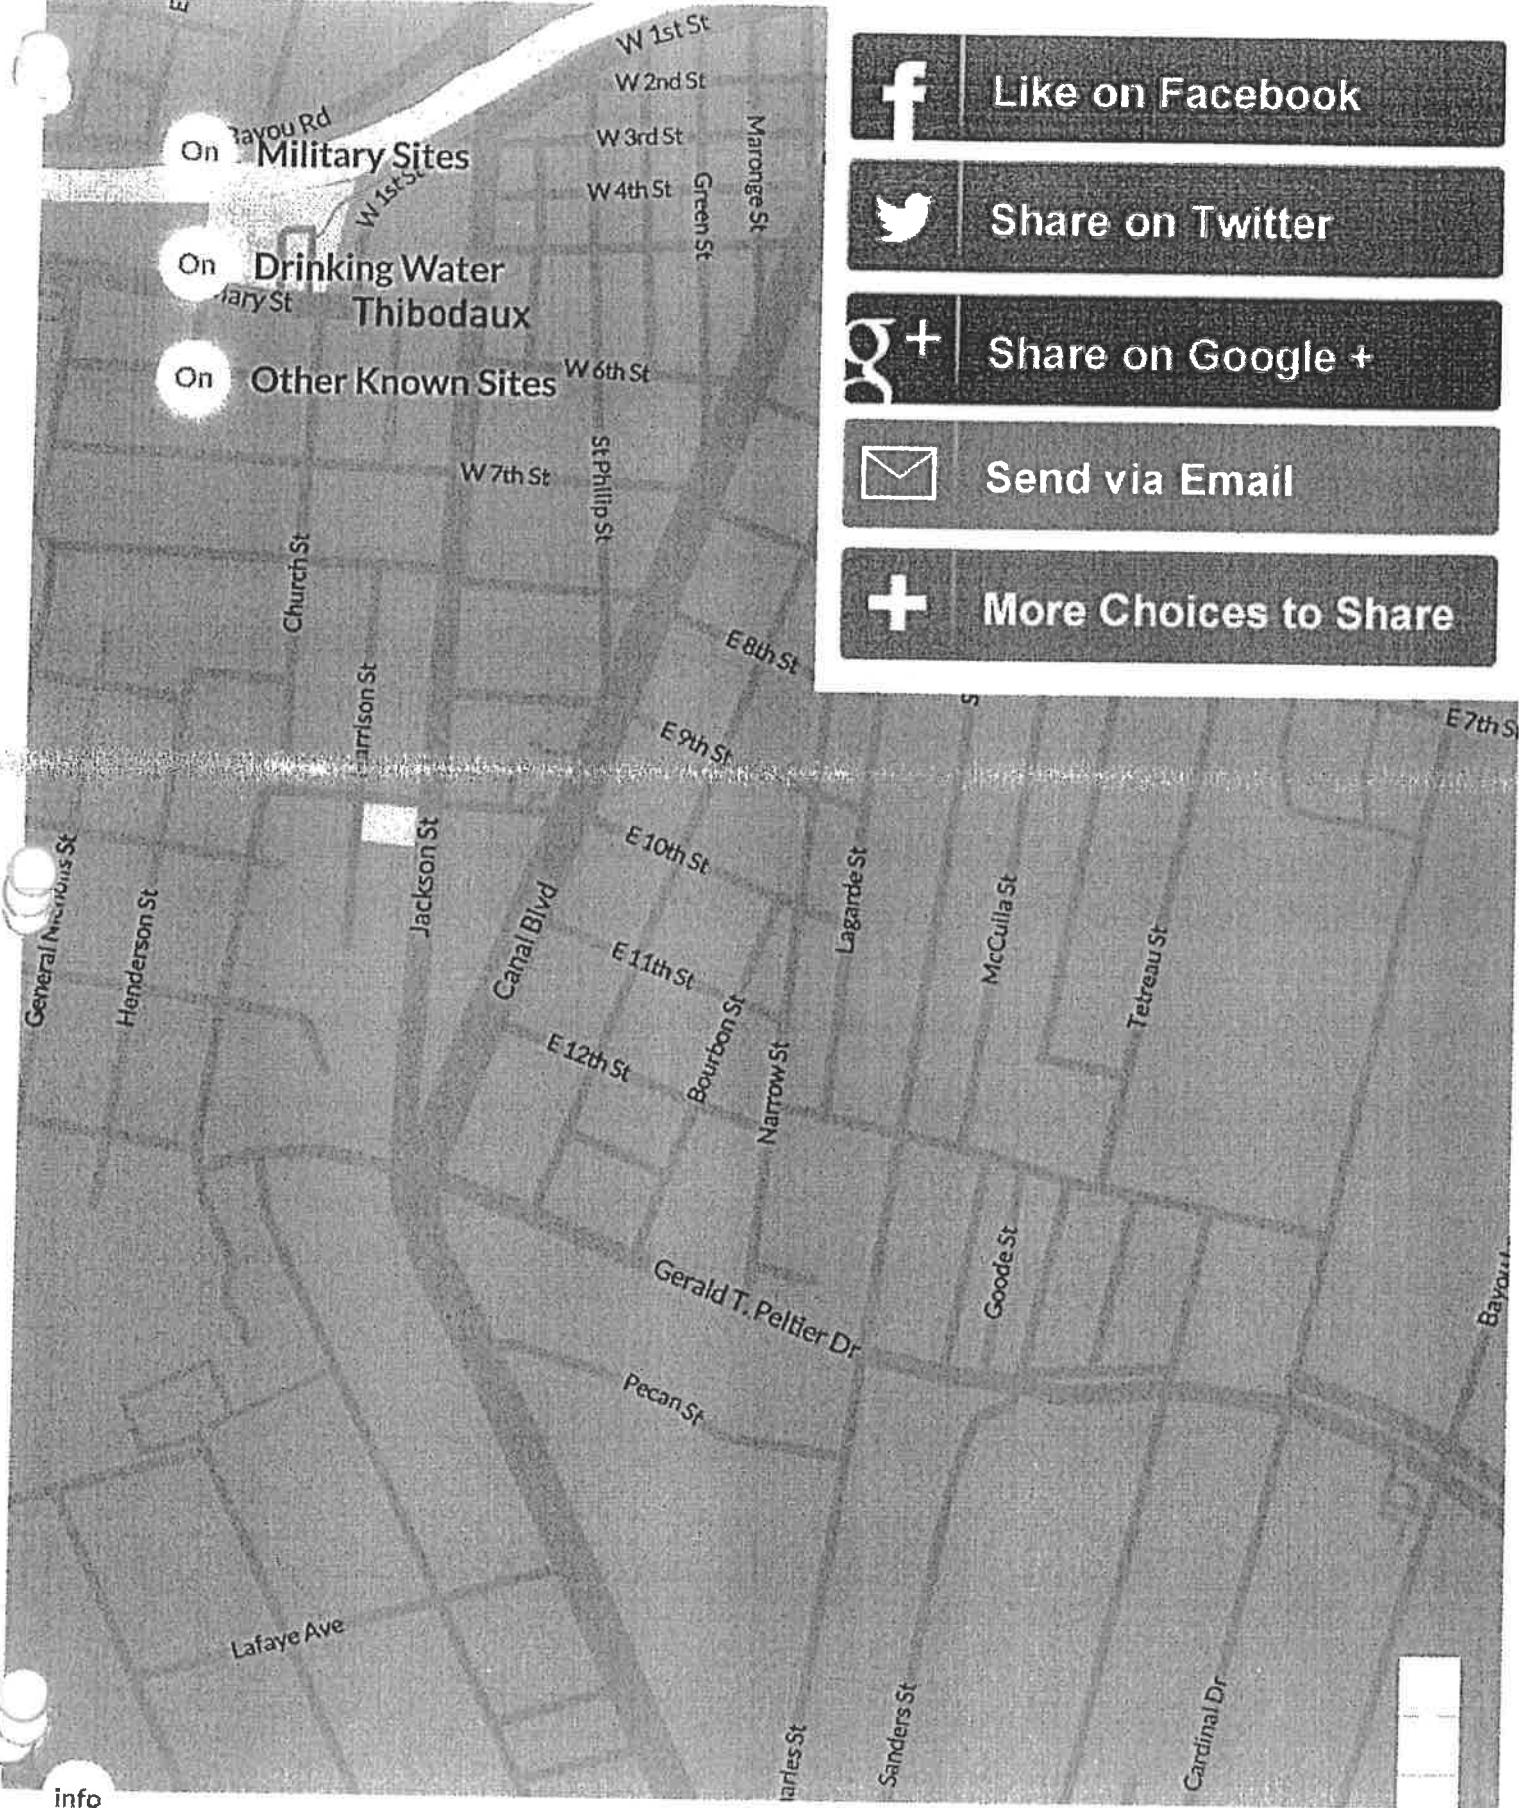 W 1st St
W 2nd St
W 3rd St
W 4th St
Bayou Rd
On Military Sites
W 1st St
Green St
Maronge St
On Drinking Water
Thibodaux
On Other Known Sites
W 6th St
W 7th St
St Phillip St
Church St
E 8th St
E 9th St
E 10th St
E 11th St
E 12th St
Jackson St
Canal Blvd
Henderson St
Bourbon St
Narrow St
Lagarde St
McCulla St
Tetreau St
E 7th St
Goode St
Gerald T. Peltier Dr
Pecan St
Lafaye Ave
Sanders St
Cardinal Dr
info
f Like on Facebook
Share on Twitter
g+ Share on Google +
Send via Email
+ More Choices to Share